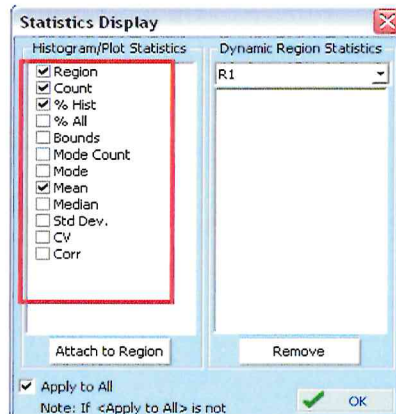 Statistics Display
Histogram/Plot Statistics
Region
Count
% Hist
% All
Bounds
Mode Count
Mode
Mean
Median
Std Dev.
CV
Corr
Attach to Region
Dynamic Region Statistics
R1
Remove
Apply to All
Note: If <Apply to All> is not
OK